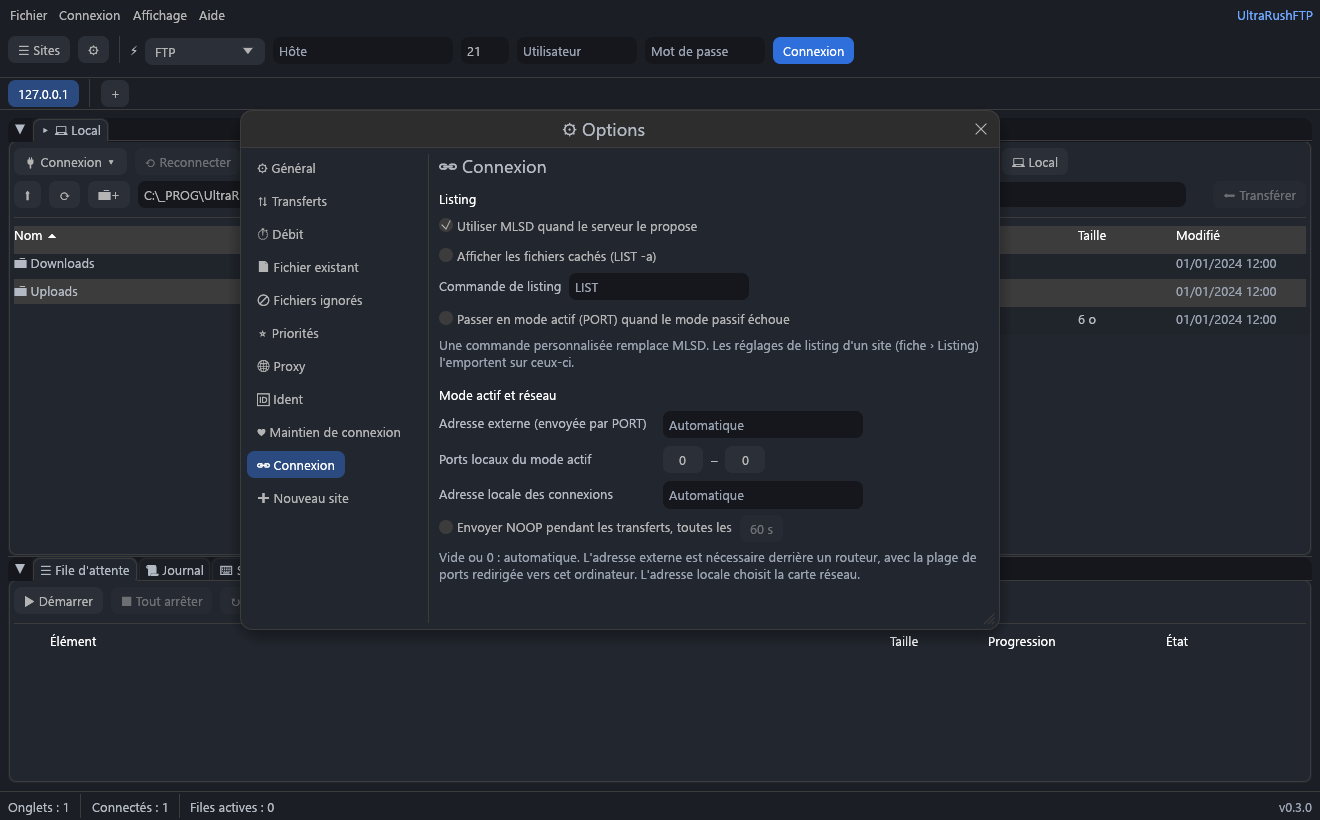 Fichier Connexion Affichage Aide UltraRushFTP
Sites FTP Hôte 21 Utilisateur Mot de passe Connexion
127.0.0.1 +
Local
Options
Connexion Reconnecter
Local
C:\_PROG\UltraR
Transférer
Nom Taille Modifié
Downloads 01/01/2024 12:00
Uploads 01/01/2024 12:00
6 o 01/01/2024 12:00
Général
Transferts
Débit
Fichier existant
Fichiers ignorés
Priorités
Proxy
Ident
Maintien de connexion
Connexion
Nouveau site
Connexion
Listing
Utiliser MLSD quand le serveur le propose
Afficher les fichiers cachés (LIST -a)
Commande de listing LIST
Passer en mode actif (PORT) quand le mode passif échoue
Une commande personnalisée remplace MLSD. Les réglages de listing d'un site (fiche › Listing)
l'emportent sur ceux-ci.
Mode actif et réseau
Adresse externe (envoyée par PORT) Automatique
Ports locaux du mode actif 0 – 0
Adresse locale des connexions Automatique
Envoyer NOOP pendant les transferts, toutes les 60 s
Vide ou 0 : automatique. L'adresse externe est nécessaire derrière un routeur, avec la plage de
ports redirigée vers cet ordinateur. L'adresse locale choisit la carte réseau.
File d'attente Journal S
Démarrer Tout arrêter
Élément Taille Progression État
Onglets : 1 Connectés : 1 Files actives : 0 v0.3.0